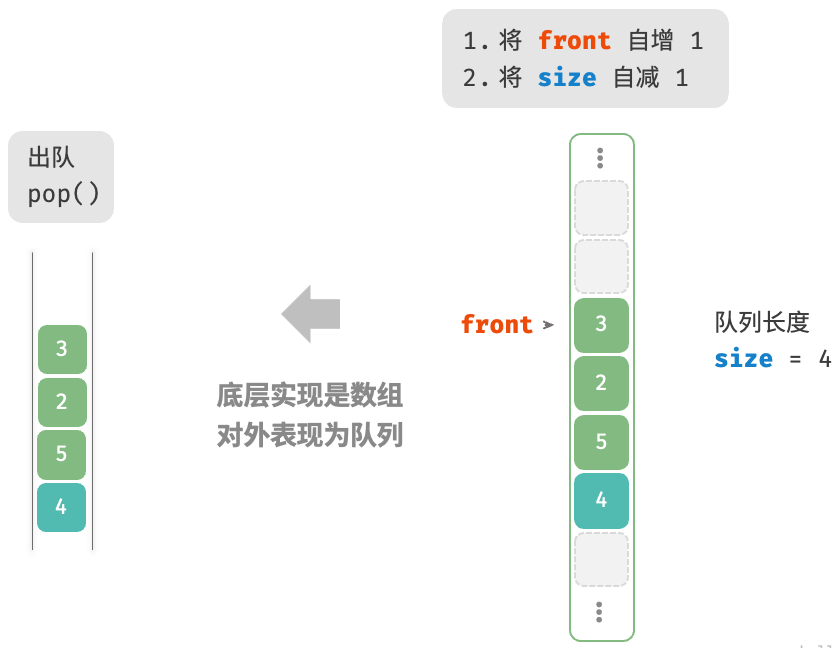 1. 将 front 自增 1
2. 将 size 自减 1
出队
pop()
3
2
5
4
底层实现是数组
对外表现为队列
front
3
2
5
4
队列长度
size = 4